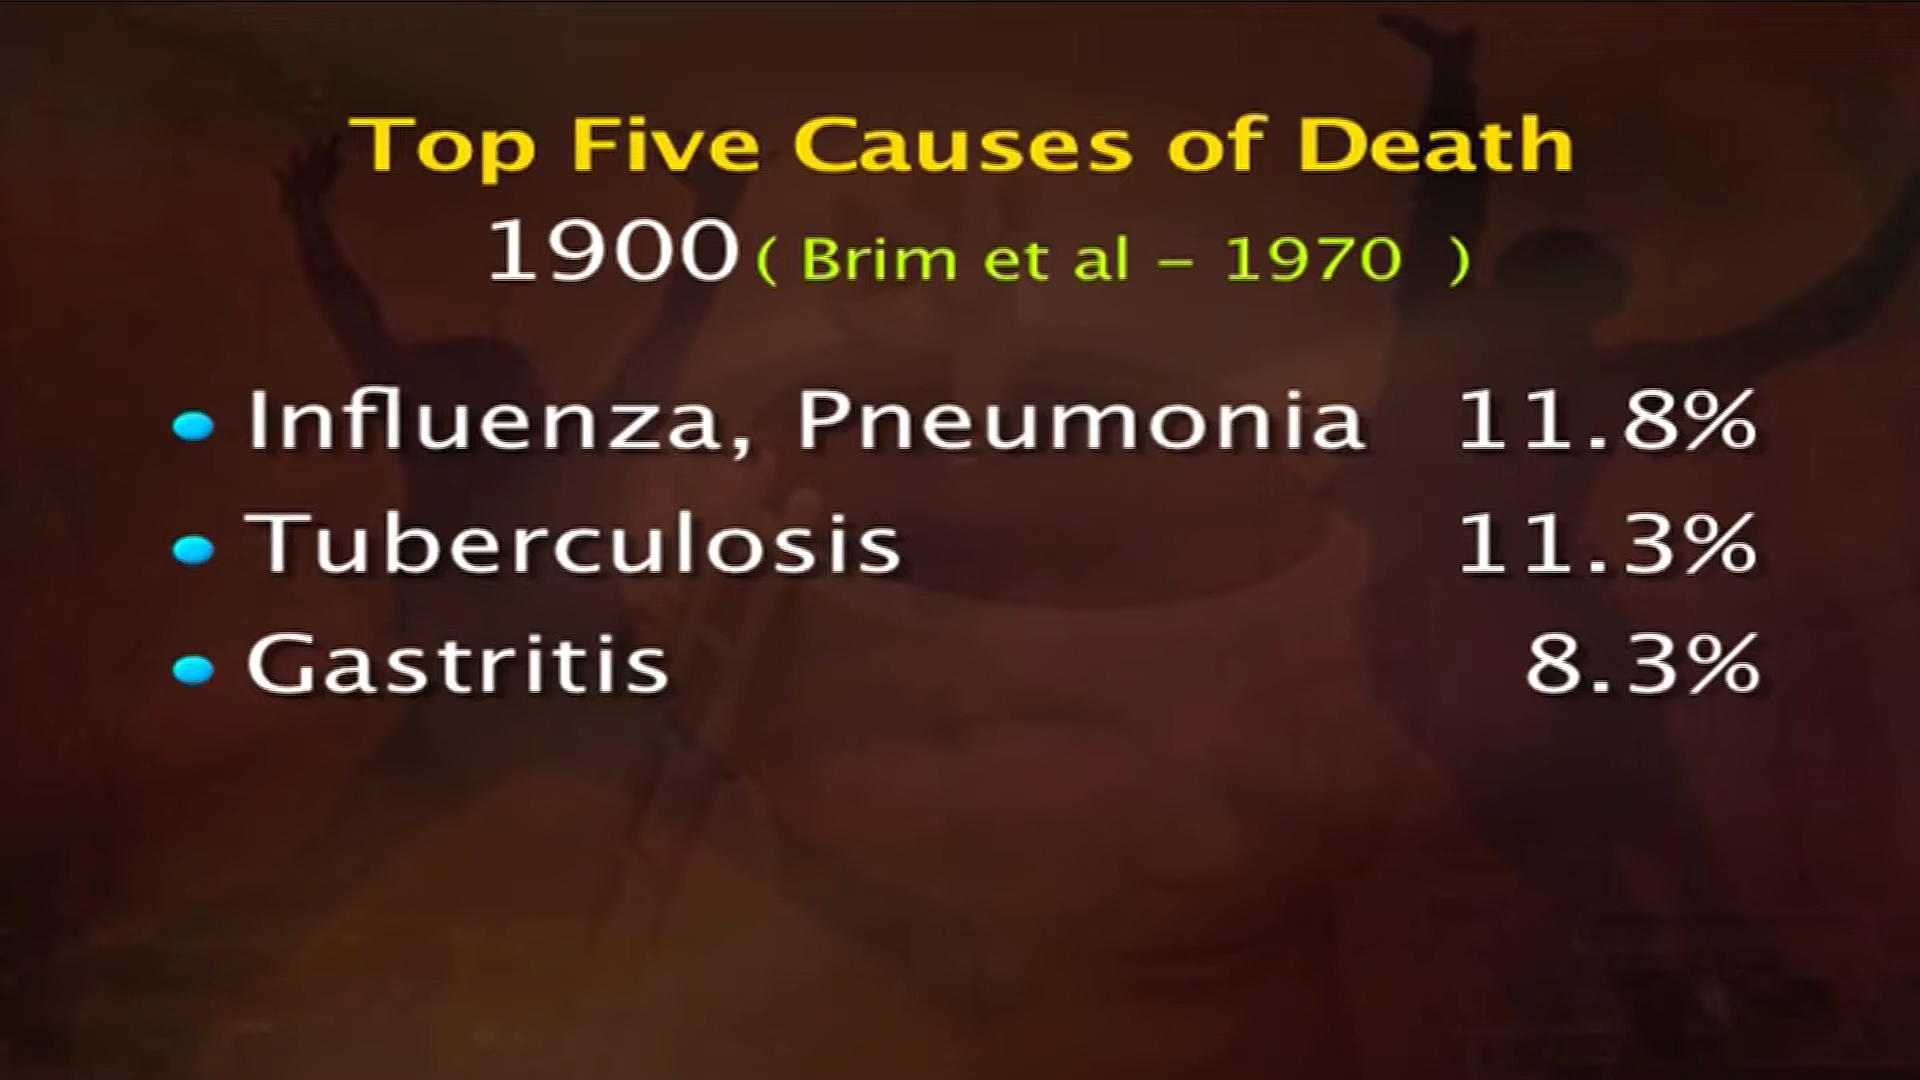 Top Five Causes of Death
1900 ( Brim et al – 1970 )
• Influenza, Pneumonia 11.8%
• Tuberculosis 11.3%
• Gastritis 8.3%